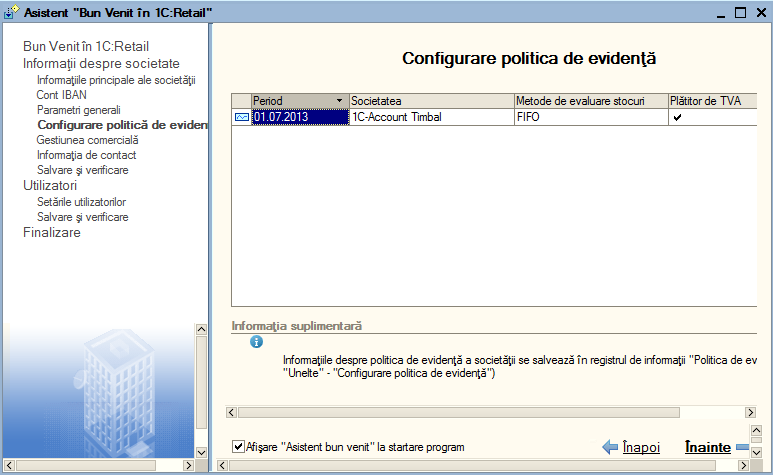 Asistent "Bun Venit în 1C:Retail"
Bun Venit în 1C:Retail
Informaţii despre societate
Informaţiile principale ale societăţii
Cont IBAN
Parametri generali
Configurare politică de eviden
Gestiunea comercială
Informaţia de contact
Salvare şi verificare
Utilizatori
Setările utilizatorilor
Salvare şi verificare
Finalizare
Configurare politica de evidenţă
Period Societatea Metode de evaluare stocuri Plătitor de TVA
01.07.2013 1C-Account Timbal FIFO
Informaţia suplimentară
Informaţiile despre politica de evidenţă a societăţii se salvează în registrul de informaţii "Politica de ev
"Unelte" - "Configurare politica de evidenţă")
Afişare "Asistent bun venit" la startare program
Înapoi
Înainte